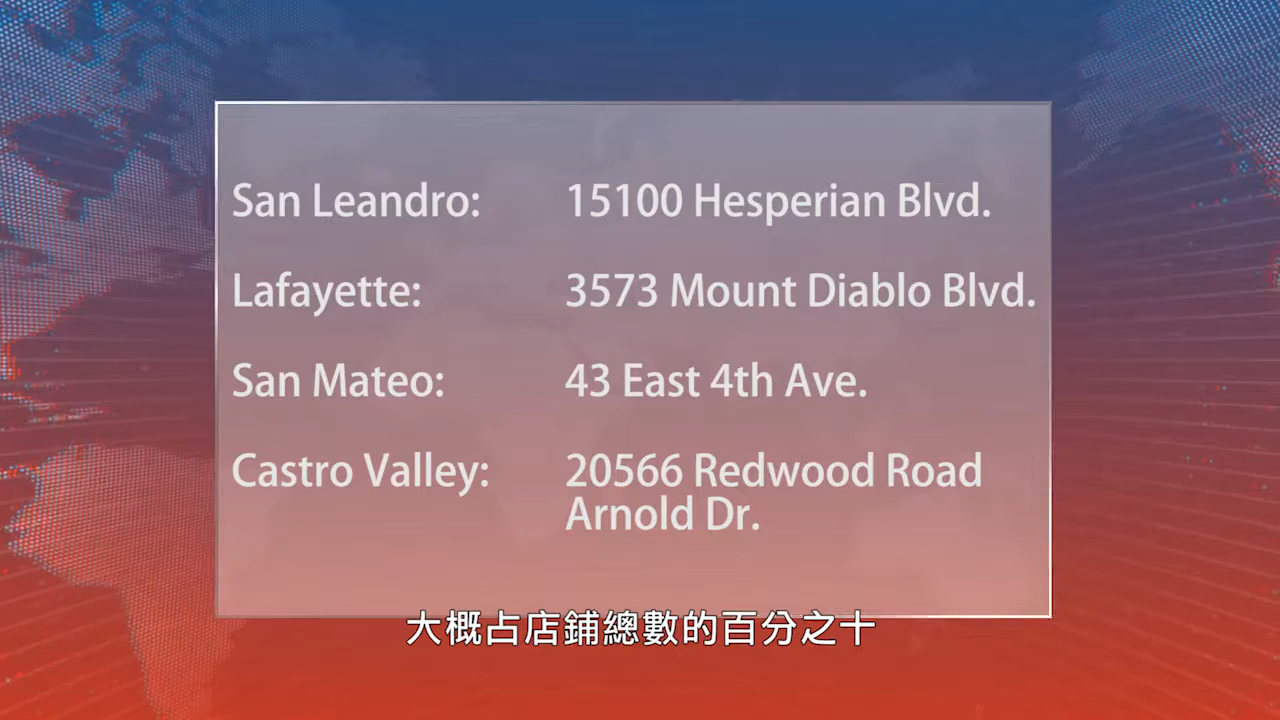 San Leandro: 15100 Hesperian Blvd.
Lafayette: 3573 Mount Diablo Blvd.
San Mateo: 43 East 4th Ave.
Castro Valley: 20566 Redwood Road
Arnold Dr.
大概占店鋪總數的百分之十